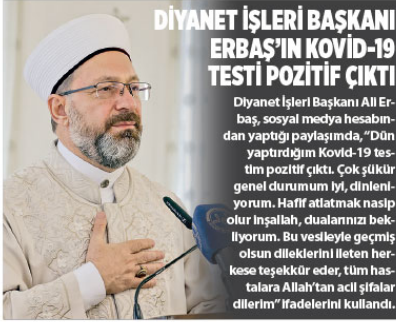 DİYANET İŞLERİ BAŞKANI
ERBAŞ'IN KOVİD-19
TESTİ POZİTİF ÇIKTI
Diyanet İşleri Başkanı Ali Er-
baş, sosyal medya hesabın-
dan yaptığı paylaşımda, “Dün
yaptırdığım Kovid-19 tes-
tim pozitif çıktı. Çok şükür
genel durumum iyi, dinleni-
yorum. Hafif atlatmak nasip
olur inşallah, dualarınızı bek-
liyorum. Bu vesileyle geçmiş
olsun dileklerini ileten her-
kese teşekkür eder, tüm has-
talara Allah’tan acil şifalar
dilerim” ifadelerini kullandı.